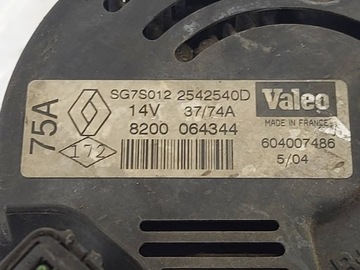 75A
SG7S012 2542540D
14V 37/74A
8200 064344
172
Valeo
MADE IN FRANCE
604007486
5/04